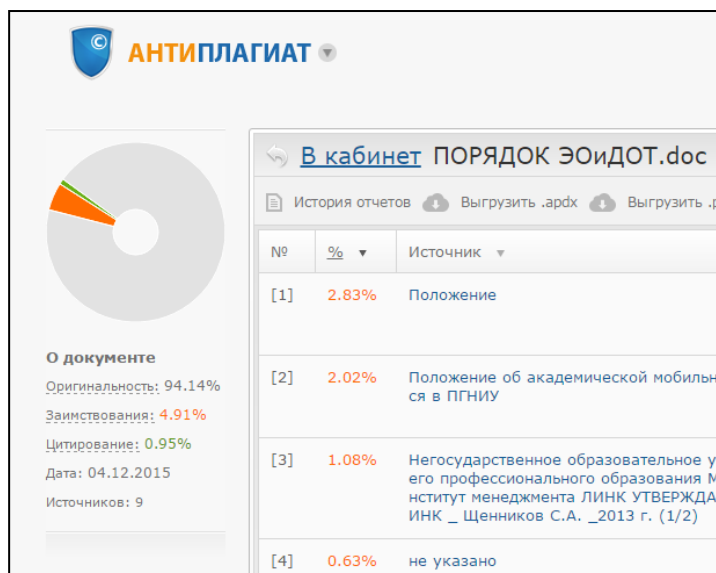 ©
АНТИПЛАГИАТ
В кабинет ПОРЯДОК ЭОиДОТ.doc
История отчетов Выгрузить .apdx Выгрузить
№ % Источник
[1] 2.83% Положение
[2] 2.02% Положение об академической
ся в ПГНИУ
[3] 1.08% Негосударственное образовательное
его профессионального образования
нститут менеджмента ЛИНК
ИНК _ Щенников С.А. _2013 г. (1/2)
[4] 0.63% не указано
О документе
Оригинальность: 94.14%
Заимствования: 4.91%
Цитирование: 0.95%
Дата: 04.12.2015
Источников: 9